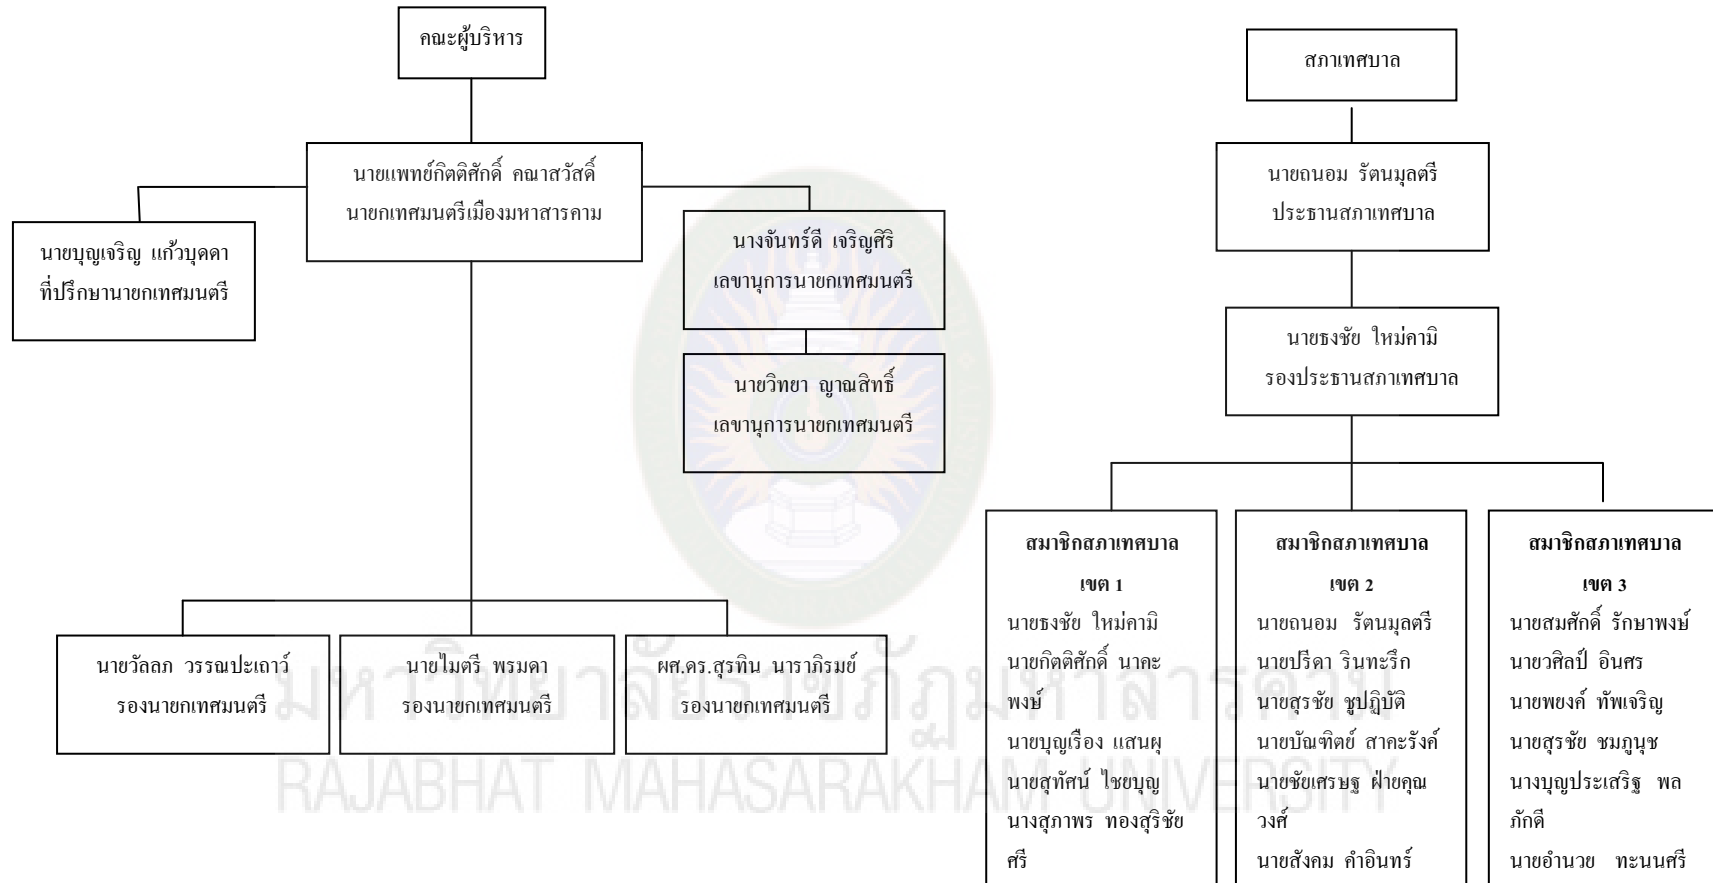 คณะผู้บริหาร
นายแพทย์กิตติศักดิ์ คณาสวัสดิ์
นายกเทศมนตรีเมืองมหาสารคาม
นายบุญเจริญ แก้วบุดดา
ที่ปรึกษานายกเทศมนตรี
นางจันทร์ดี เจริญศิริ
เลขานุการนายกเทศมนตรี
นายวิทยา ญาณสิทธิ์
เลขานุการนายกเทศมนตรี
นายวัลลภ วรรณปะเถาว์
รองนายกเทศมนตรี
นายไมตรี พรมดา
รองนายกเทศมนตรี
ผศ.ดร.สุรทิน นาราภิรมย์
รองนายกเทศมนตรี
สภาเทศบาล
นายถนอม รัตนมุลตรี
ประธานสภาเทศบาล
นายธงชัย ใหม่คามิ
รองประธานสภาเทศบาล
สมาชิกสภาเทศบาล
เขต 1
นายธงชัย ใหม่คามิ
นายกิตติศักดิ์ นาคะ
พงษ์
นายบุญเรือง แสนผุ
นายสุทัศน์ ไชยบุญ
นางสุภาพร ทองสุริชัย
ศรี
สมาชิกสภาเทศบาล
เขต 2
นายถนอม รัตนมุลตรี
นายปรีดา รินทะรึก
นายสุรชัย ชูปฏิบัติ
นายบัณฑิตย์ สาคะรังค์
นายชัยเศรษฐ ฝ่ายคุณ
วงศ์
นายสังคม คำอินทร์
สมาชิกสภาเทศบาล
เขต 3
นายสมศักดิ์ รักษาพงษ์
นายวศิลป์ อินศร
นายพยงค์ ทัพเจริญ
นายสุรชัย ชมภูนุช
นางบุญประเสริฐ พล
ภักดี
นายอำนวย ทะนนศรี
มหาวิทยาลัยราชภัฏมหาสารคาม
RAJABHAT MAHASARAKHAM UNIVERSITY